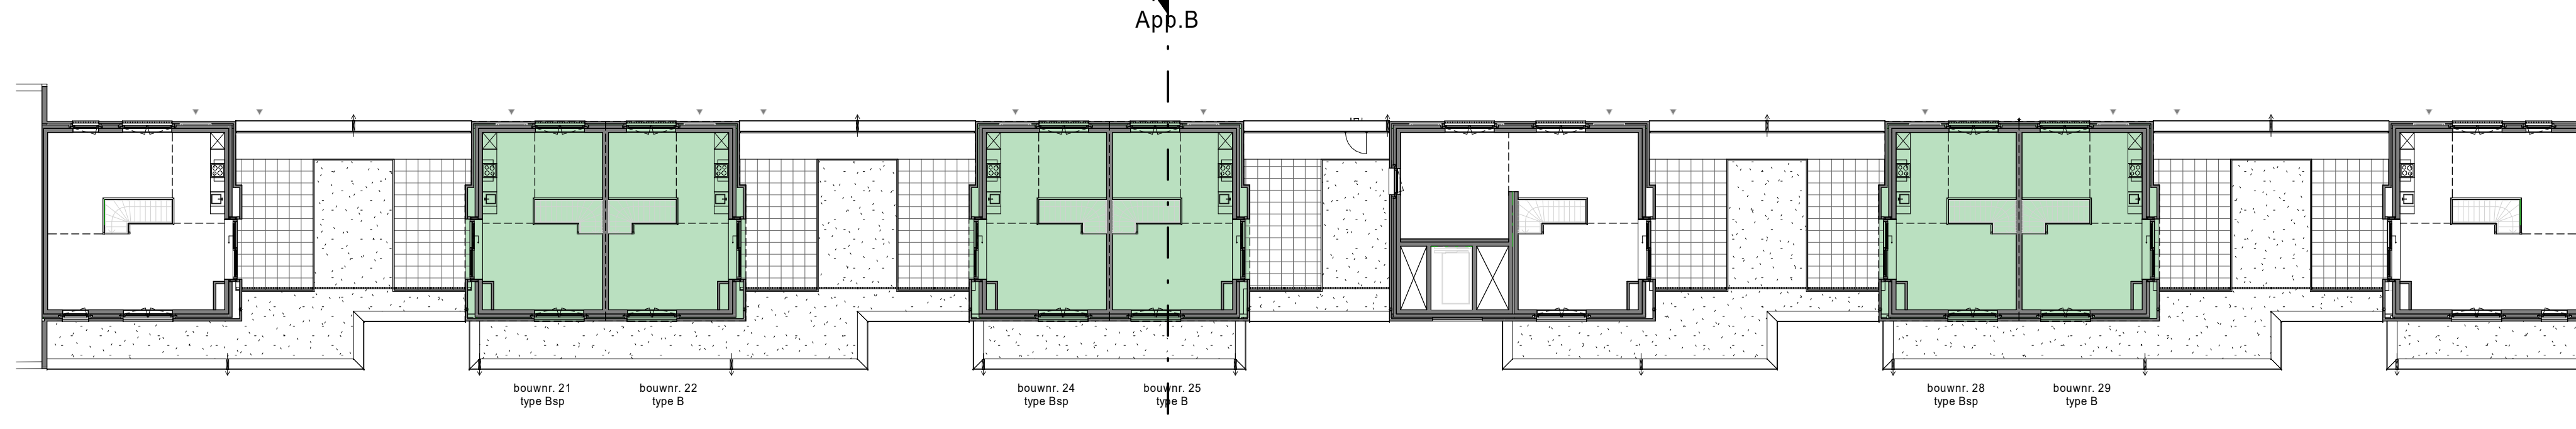 App.B
bouwnr. 21
type Bsp
bouwnr. 22
type B
bouwnr. 24
type Bsp
bouwnr. 25
type B
bouwnr. 28
type Bsp
bouwnr. 29
type B